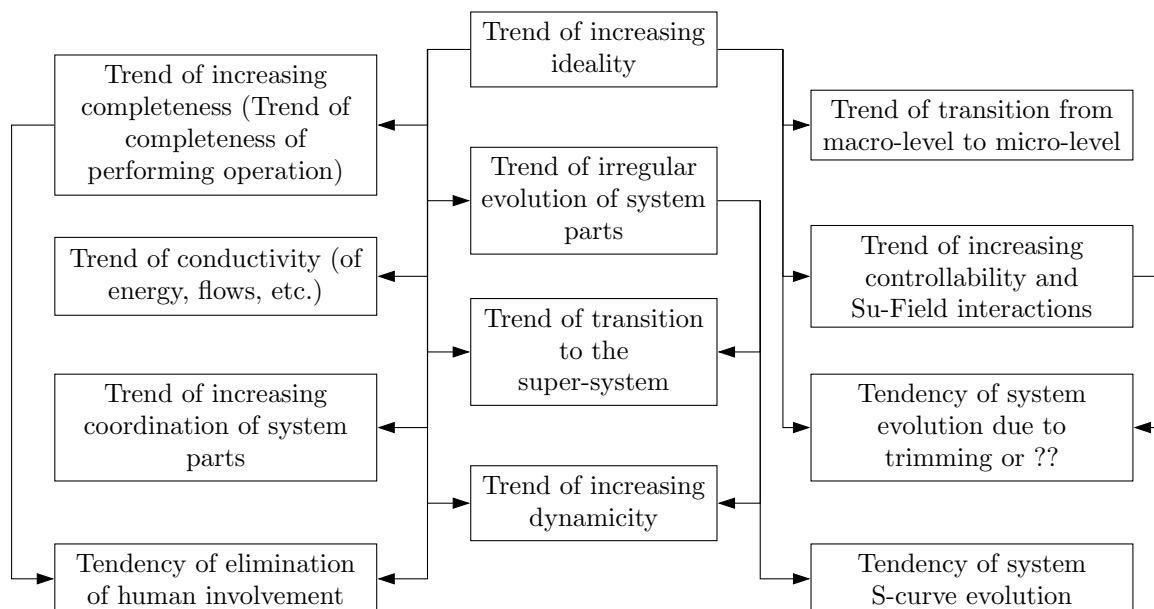 Trend of increasing
ideality
Trend of increasing
completeness (Trend of
completeness of
performing operation)
Trend of transition from
macro-level to micro-level
Trend of irregular
evolution of system
parts
Trend of conductivity (of
energy, flows, etc.)
Trend of increasing
controllability and
Su-Field interactions
Trend of transition
to the
super-system
Trend of increasing
coordination of system
parts
Tendency of system
evolution due to
trimming or ??
Trend of increasing
dynamicity
Tendency of elimination
of human involvement
Tendency of system
S-curve evolution